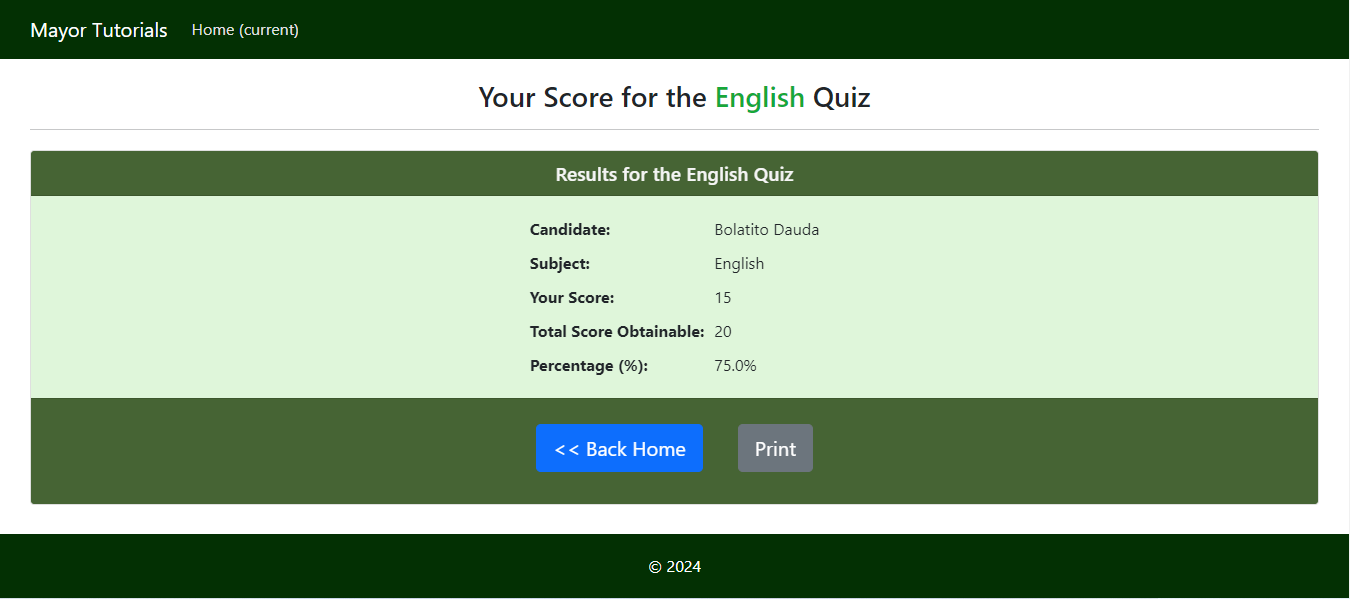 Mayor Tutorials Home (current)
Your Score for the English Quiz
Results for the English Quiz
Candidate: Bolatito Dauda
Subject: English
Your Score: 15
Total Score Obtainable: 20
Percentage (%): 75.0%
<< Back Home Print
© 2024